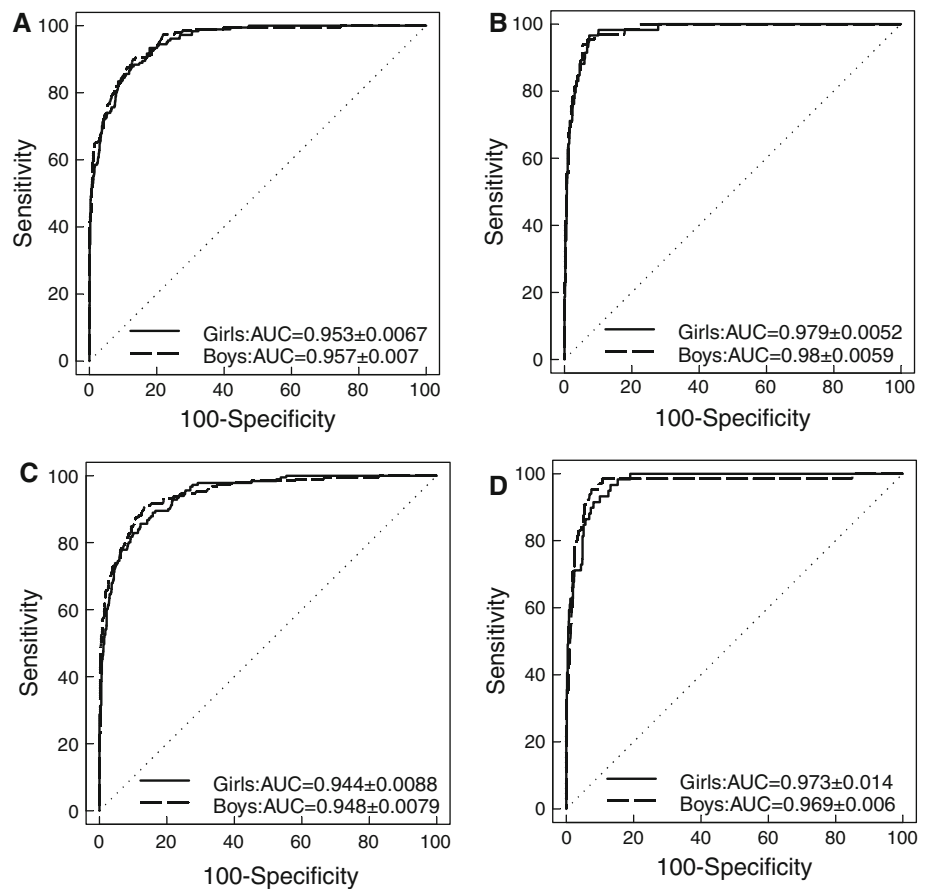 A
100
80
60
40
20
0
Sensitivity
Girls:AUC=0.953±0.0067
Boys:AUC=0.957±0.007
0 20 40 60 80 100
100-Specificity
B
100
80
60
40
20
0
Sensitivity
Girls:AUC=0.979±0.0052
Boys:AUC=0.98±0.0059
0 20 40 60 80 100
100-Specificity
C
100
80
60
40
20
0
Sensitivity
Girls:AUC=0.944±0.0088
Boys:AUC=0.948±0.0079
0 20 40 60 80 100
100-Specificity
D
100
80
60
40
20
0
Sensitivity
Girls:AUC=0.973±0.014
Boys:AUC=0.969±0.006
0 20 40 60 80 100
100-Specificity